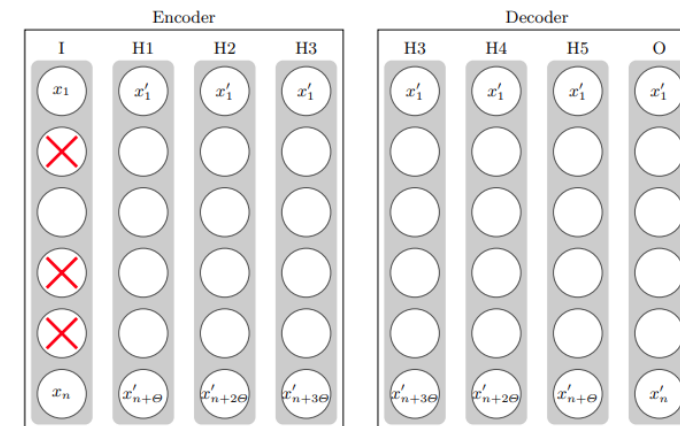 Encoder Decoder
I H1 H2 H3 H3 H4 H5 O
x₁ x′₁ x′₁ x′₁ x′₁ x′₁ x′₁ x′₁
xₙ x′ₙ₊Θ x′ₙ₊₂Θ x′ₙ₊₃Θ x′ₙ₊₃Θ x′ₙ₊₂Θ x′ₙ₊Θ x′ₙ